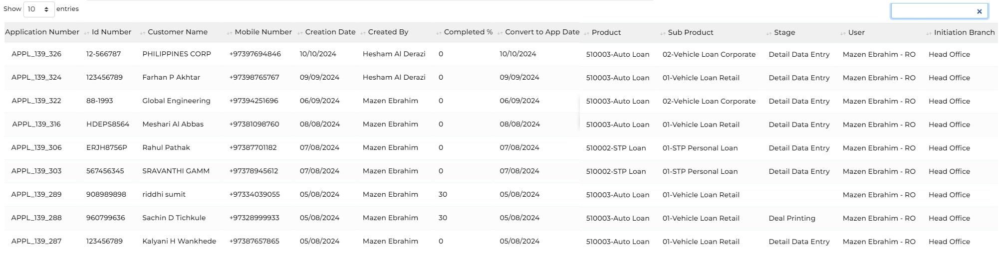 Show 10 entries
Application Number Id Number Customer Name Mobile Number Creation Date Created By Completed % Convert to App Date Product Sub Product Stage User Initiation Branch
APPL_139_326 12-566787 PHILIPPINES CORP +97397694846 10/10/2024 Hesham Al Derazi 0 10/10/2024 510003-Auto Loan 02-Vehicle Loan Corporate Detail Data Entry Mazen Ebrahim - RO Head Office
APPL_139_324 123456789 Farhan P Akhtar +97398765767 09/09/2024 Hesham Al Derazi 0 09/09/2024 510003-Auto Loan 01-Vehicle Loan Retail Detail Data Entry Mazen Ebrahim - RO Head Office
APPL_139_322 88-1993 Global Engineering +97394251696 06/09/2024 Mazen Ebrahim 0 06/09/2024 510003-Auto Loan 02-Vehicle Loan Corporate Detail Data Entry Mazen Ebrahim - RO Head Office
APPL_139_316 HDEPS8564 Meshari Al Abbas +97381098760 08/08/2024 Mazen Ebrahim 0 08/08/2024 510003-Auto Loan 01-Vehicle Loan Retail Detail Data Entry Mazen Ebrahim - RO Head Office
APPL_139_306 ERJH8756P Rahul Pathak +97387701182 07/08/2024 Mazen Ebrahim 0 07/08/2024 510002-STP Loan 01-STP Personal Loan Detail Data Entry Mazen Ebrahim - RO Head Office
APPL_139_303 567456345 SRAVANTHI GAMM +97378945612 07/08/2024 Mazen Ebrahim 0 07/08/2024 510002-STP Loan 01-STP Personal Loan Detail Data Entry Mazen Ebrahim - RO Head Office
APPL_139_289 908989898 riddhi sumit +97334039055 05/08/2024 Mazen Ebrahim 30 05/08/2024 510003-Auto Loan 01-Vehicle Loan Retail Mazen Ebrahim - RO Head Office
APPL_139_288 960799636 Sachin D Tichkule +97328999933 05/08/2024 Mazen Ebrahim 30 05/08/2024 510003-Auto Loan 01-Vehicle Loan Retail Deal Printing Mazen Ebrahim - RO Head Office
APPL_139_287 123456789 Kalyani H Wankhede +97387657865 05/08/2024 Mazen Ebrahim 0 05/08/2024 510003-Auto Loan 01-Vehicle Loan Retail Detail Data Entry Mazen Ebrahim - RO Head Office